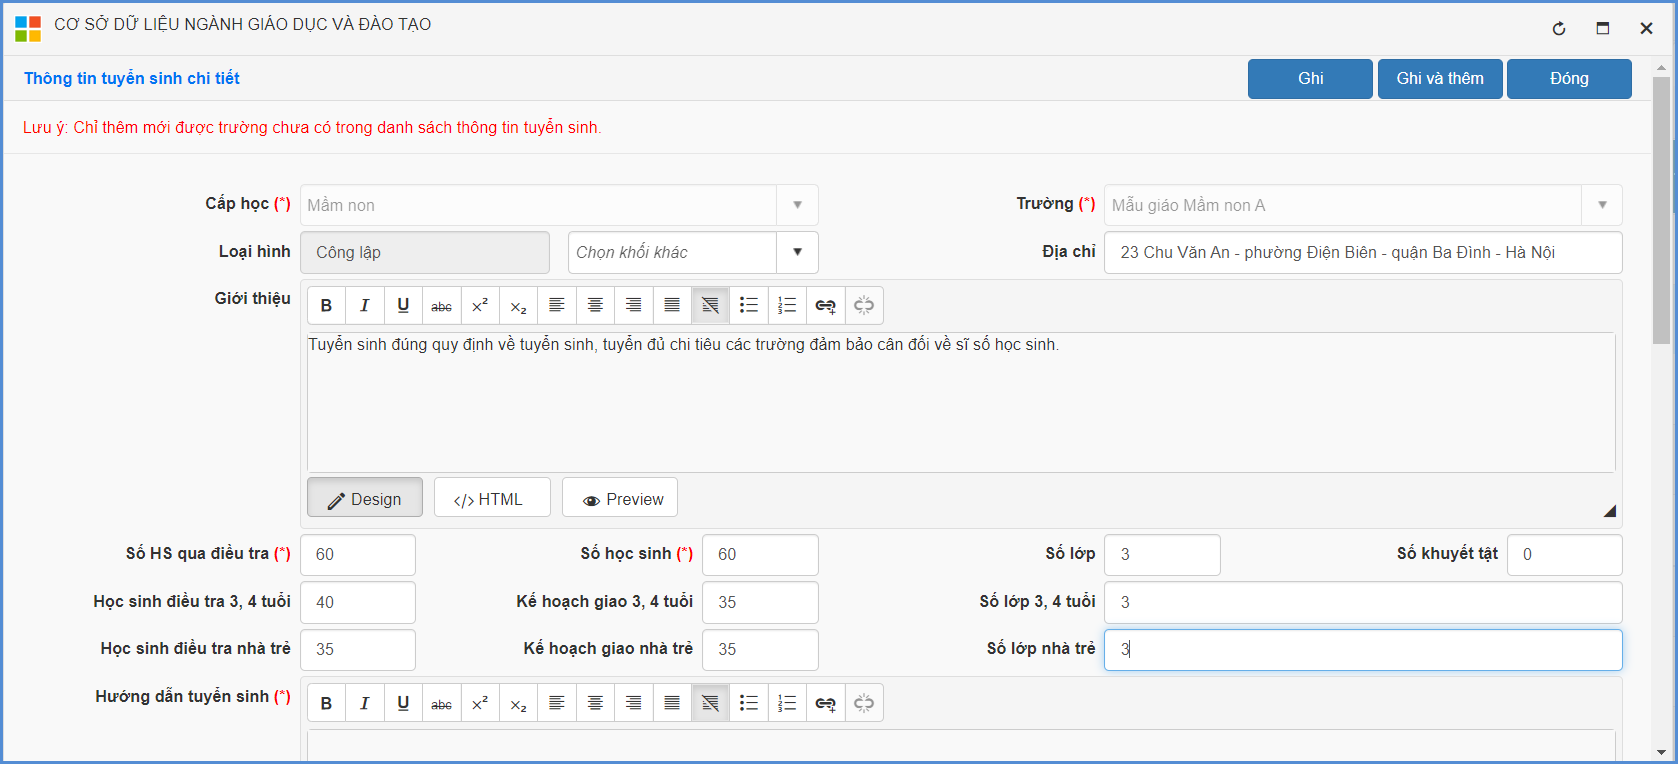 CƠ SỞ DỮ LIỆU NGÀNH GIÁO DỤC VÀ ĐÀO TẠO
Thông tin tuyển sinh chi tiết Ghi Ghi và thêm Đóng
Lưu ý: Chỉ thêm mới được trường chưa có trong danh sách thông tin tuyển sinh.
Cấp học (*) Mầm non Trường (*) Mẫu giáo Mầm non A
Loại hình Công lập Chọn khối khác Địa chỉ 23 Chu Văn An - phường Điện Biên - quận Ba Đình - Hà Nội
Giới thiệu B I U abc x² x₂
Tuyển sinh đúng quy định về tuyển sinh, tuyển đủ chi tiêu các trường đảm bảo cân đối về sĩ số học sinh.
Design </> HTML Preview
Số HS qua điều tra (*) 60 Số học sinh (*) 60 Số lớp 3 Số khuyết tật 0
Học sinh điều tra 3, 4 tuổi 40 Kế hoạch giao 3, 4 tuổi 35 Số lớp 3, 4 tuổi 3
Học sinh điều tra nhà trẻ 35 Kế hoạch giao nhà trẻ 35 Số lớp nhà trẻ 3
Hướng dẫn tuyển sinh (*) B I U abc x² x₂